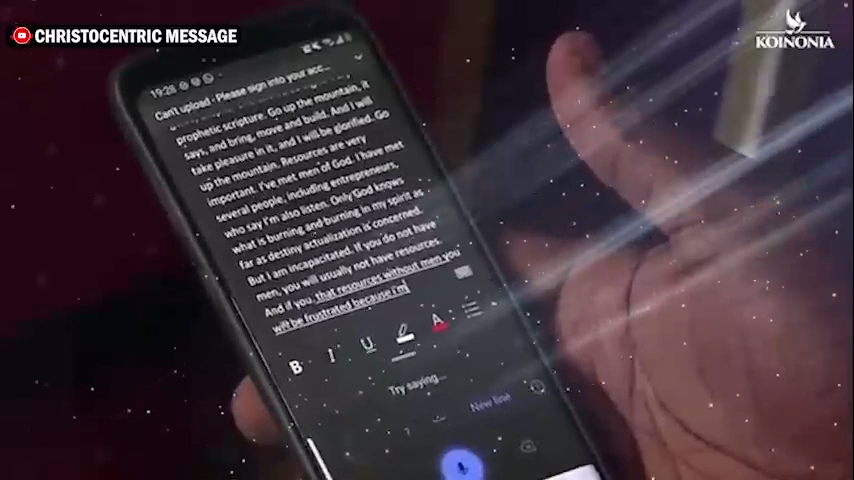 CHRISTOCENTRIC MESSAGE
KOINONIA
19:28
Can't upload - Please sign into your acc...
prophetic scripture. Go up the mountain, it
says, and bring, move and build. And I will
take pleasure in it, and I will be glorified. Go
up the mountain. Resources are very
important. I've met men of God. I have met
several people, including entrepreneurs,
who say I'm also listen. Only God knows
what is burning and burning in my spirit as
far as destiny actualization is concerned.
But I am incapacitated. If you do not have
men, you will usually not have resources.
And if you, that resources without men you
will be frustrated because I'm
B I U A
Try saying...
New line